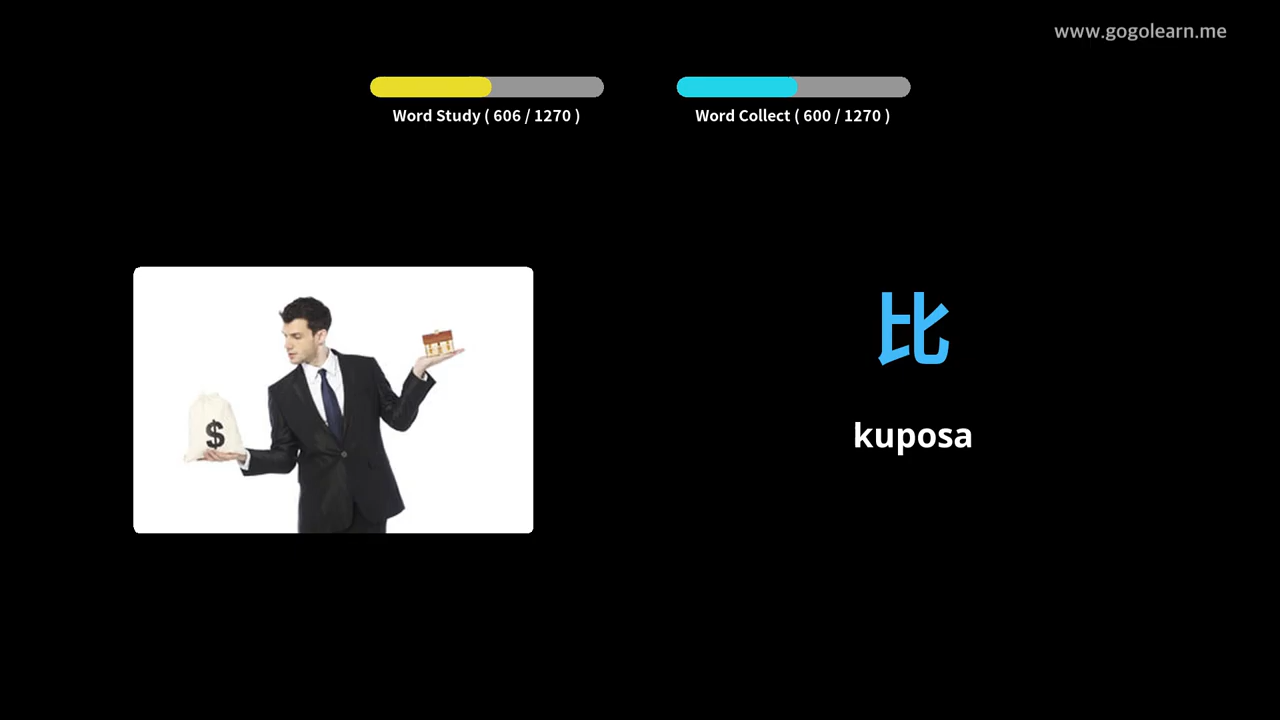 www.gogolearn.me
Word Study ( 606 / 1270 )
Word Collect ( 600 / 1270 )
$
比
kuposa